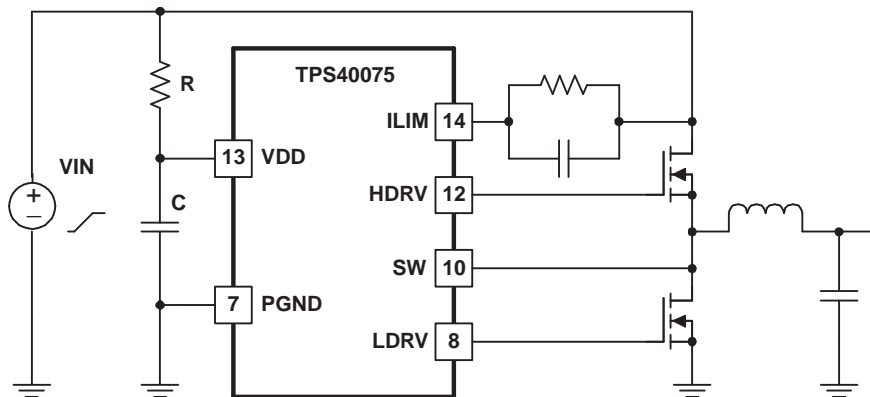 TPS40075
R
ILIM 14
13 VDD
VIN
HDRV 12
C
+
−
SW 10
7 PGND
LDRV 8